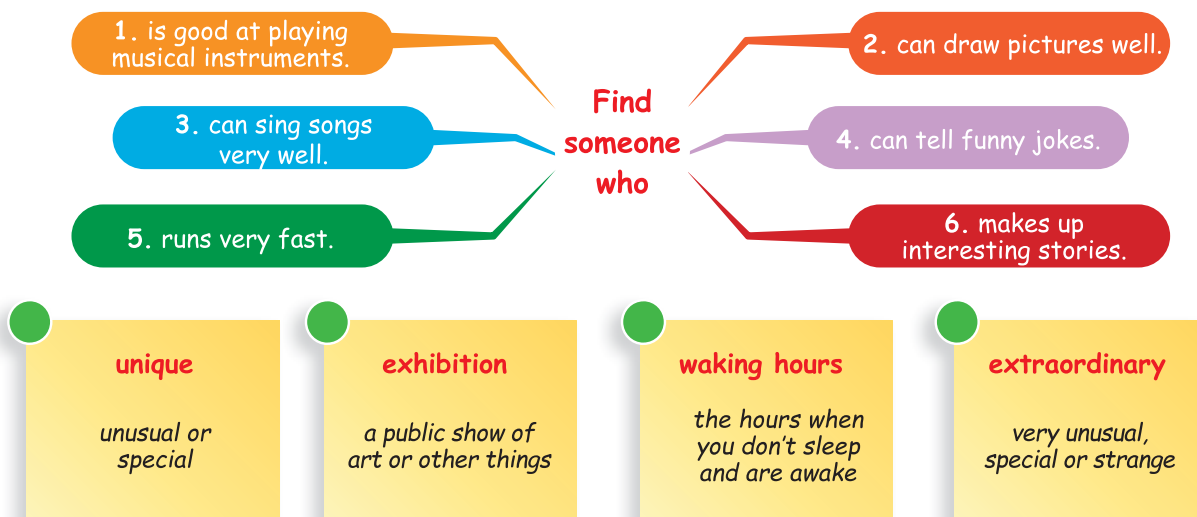 1. is good at playing
musical instruments.
2. can draw pictures well.
Find
someone
who
3. can sing songs
very well.
4. can tell funny jokes.
5. runs very fast.
6. makes up
interesting stories.
unique
unusual or
special
exhibition
a public show of
art or other things
waking hours
the hours when
you don't sleep
and are awake
extraordinary
very unusual,
special or strange